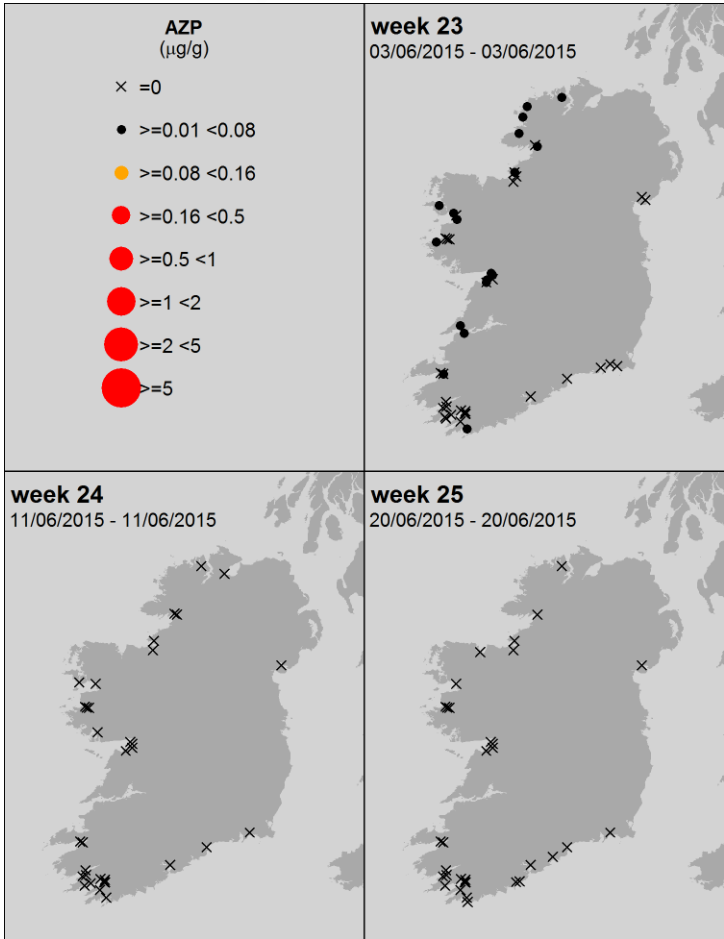 AZP
(μg/g)
=0
>=0.01 <0.08
>=0.08 <0.16
>=0.16 <0.5
>=0.5 <1
>=1 <2
>=2 <5
>=5
week 23
03/06/2015 - 03/06/2015
week 24
11/06/2015 - 11/06/2015
week 25
20/06/2015 - 20/06/2015